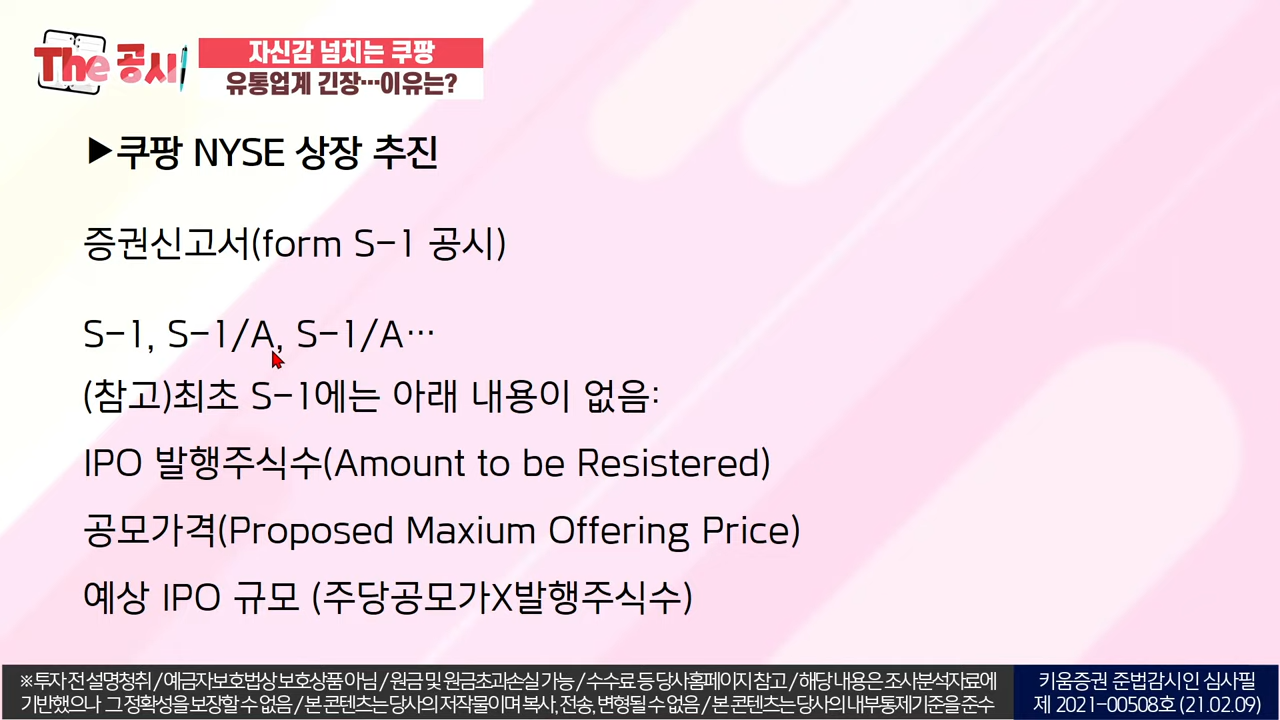 The 공시
자신감 넘치는 쿠팡
유통업계 긴장…이유는?
▶쿠팡 NYSE 상장 추진
증권신고서(form S-1 공시)
S-1, S-1/A, S-1/A…
(참고)최초 S-1에는 아래 내용이 없음:
IPO 발행주식수(Amount to be Resistered)
공모가격(Proposed Maxium Offering Price)
예상 IPO 규모 (주당공모가X발행주식수)
※투자 전 설명청취 / 예금자보호법상 보호상품 아님 / 원금 및 원금초과손실 가능 / 수수료 등 당사홈페이지 참고 / 해당 내용은 조사분석자료에
기반했으나 그 정확성을 보장할 수 없음 / 본 콘텐츠는 당사의 저작물이며 복사, 전송, 변형될 수 없음 / 본 콘텐츠는 당사의 내부통제기준을 준수
키움증권 준법감시인 심사필
제 2021-00508호 (21.02.09)